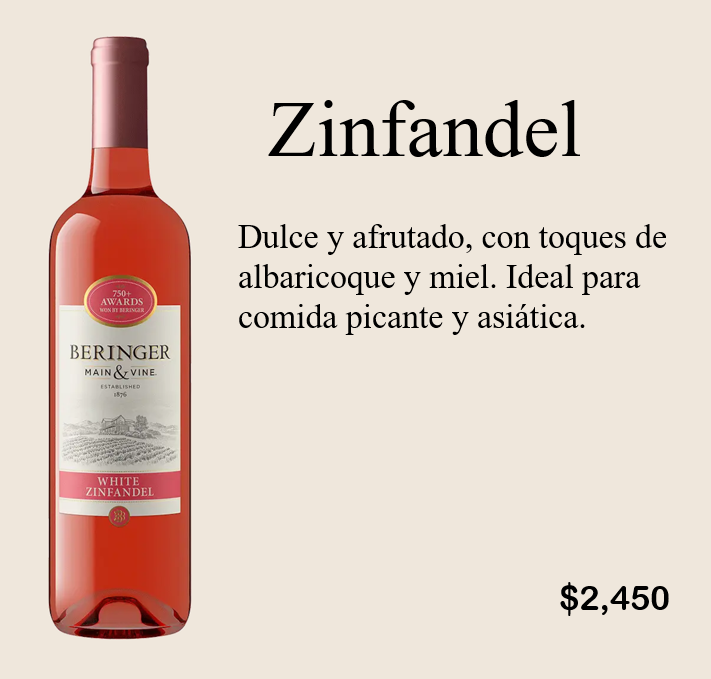 Zinfandel
Dulce y afrutado, con toques de
albaricoque y miel. Ideal para
comida picante y asiática.
750+
AWARDS
WON BY BERINGER
BERINGER
MAIN & VINE.
ESTABLISHED
1876
WHITE
ZINFANDEL
$2,450